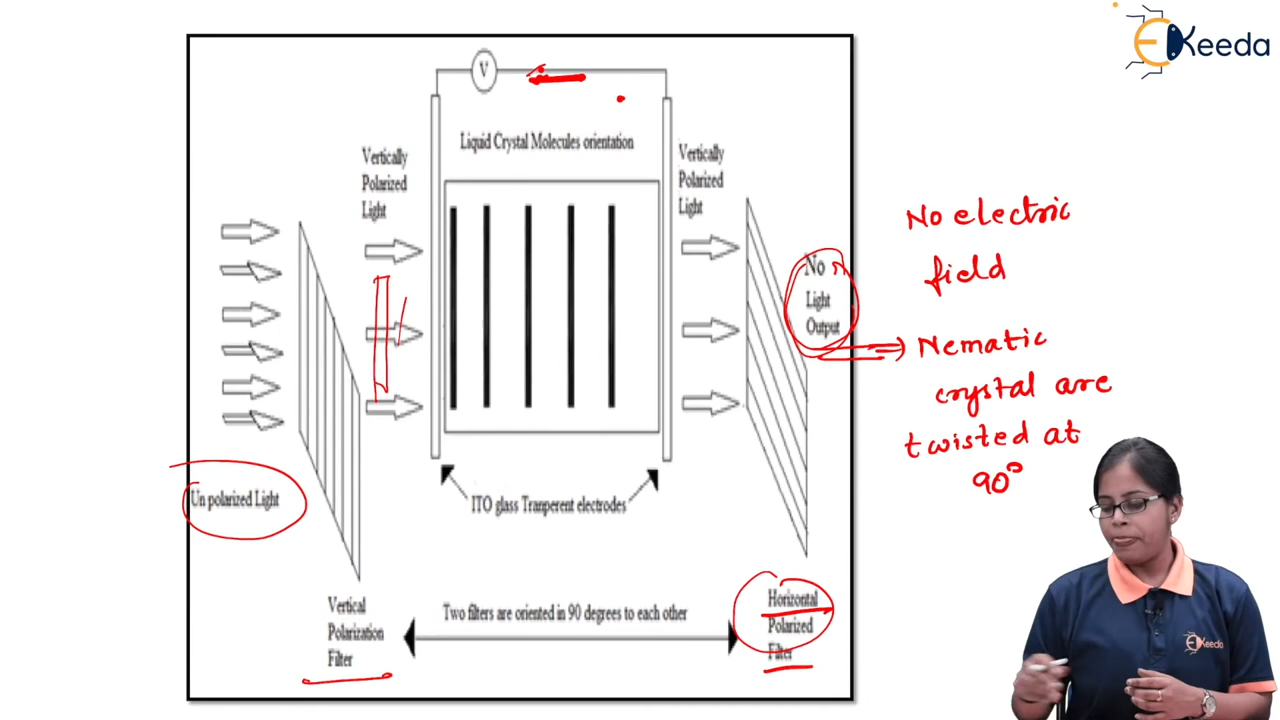 EKeeda
V
Liquid Crystal Molecules orientation
Vertically
Polarized
Light
Vertically
Polarized
Light
No
Light
Output
Un polarized Light
ITO glass Tranperent electrodes
Vertical
Polarization
Filter
Two filters are oriented in 90 degrees to each other
Horizontal
Polarized
Filter
No electric
field
Nematic
crystal are
twisted at
90°
EKeeda